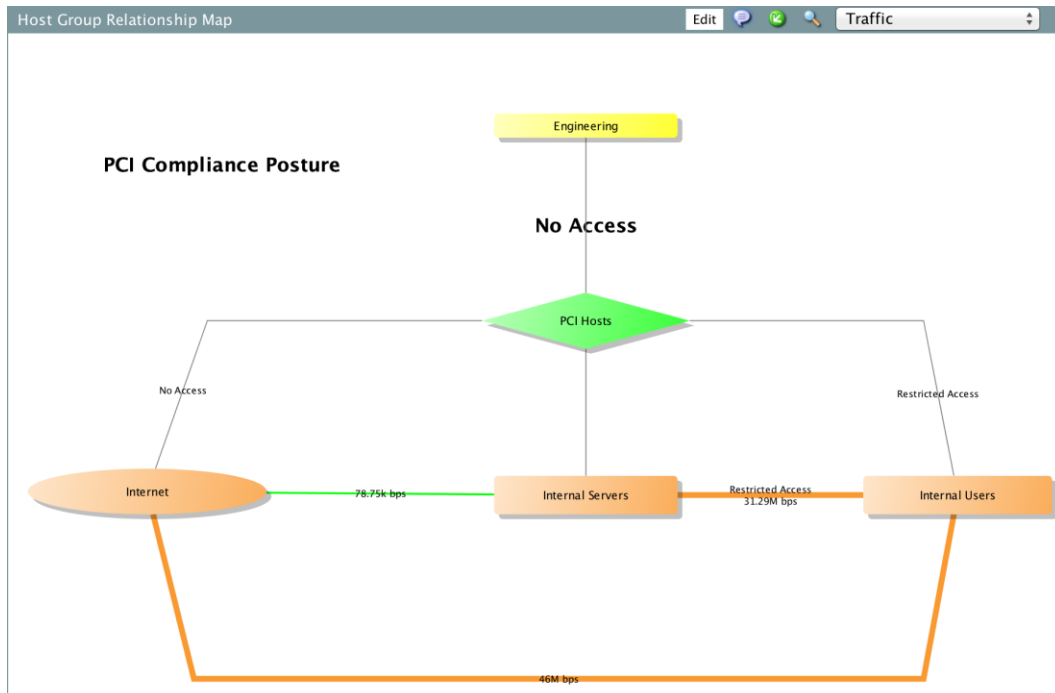 Host Group Relationship Map
Edit
Traffic
Engineering
PCI Compliance Posture
No Access
PCI Hosts
No Access
Restricted Access
Internet
78.75k bps
Internal Servers
Restricted Access
31.29M bps
Internal Users
46M bps